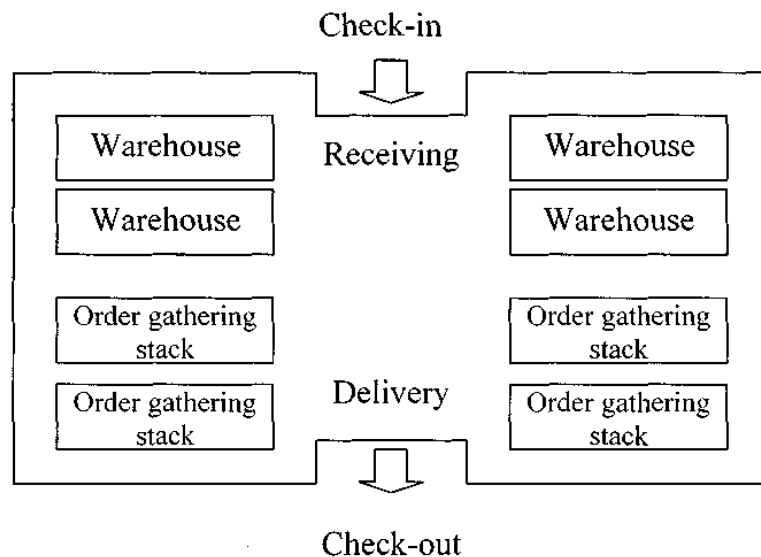 Check-in
Warehouse
Receiving
Warehouse
Warehouse
Warehouse
Order gathering
stack
Order gathering
stack
Order gathering
stack
Delivery
Order gathering
stack
Check-out